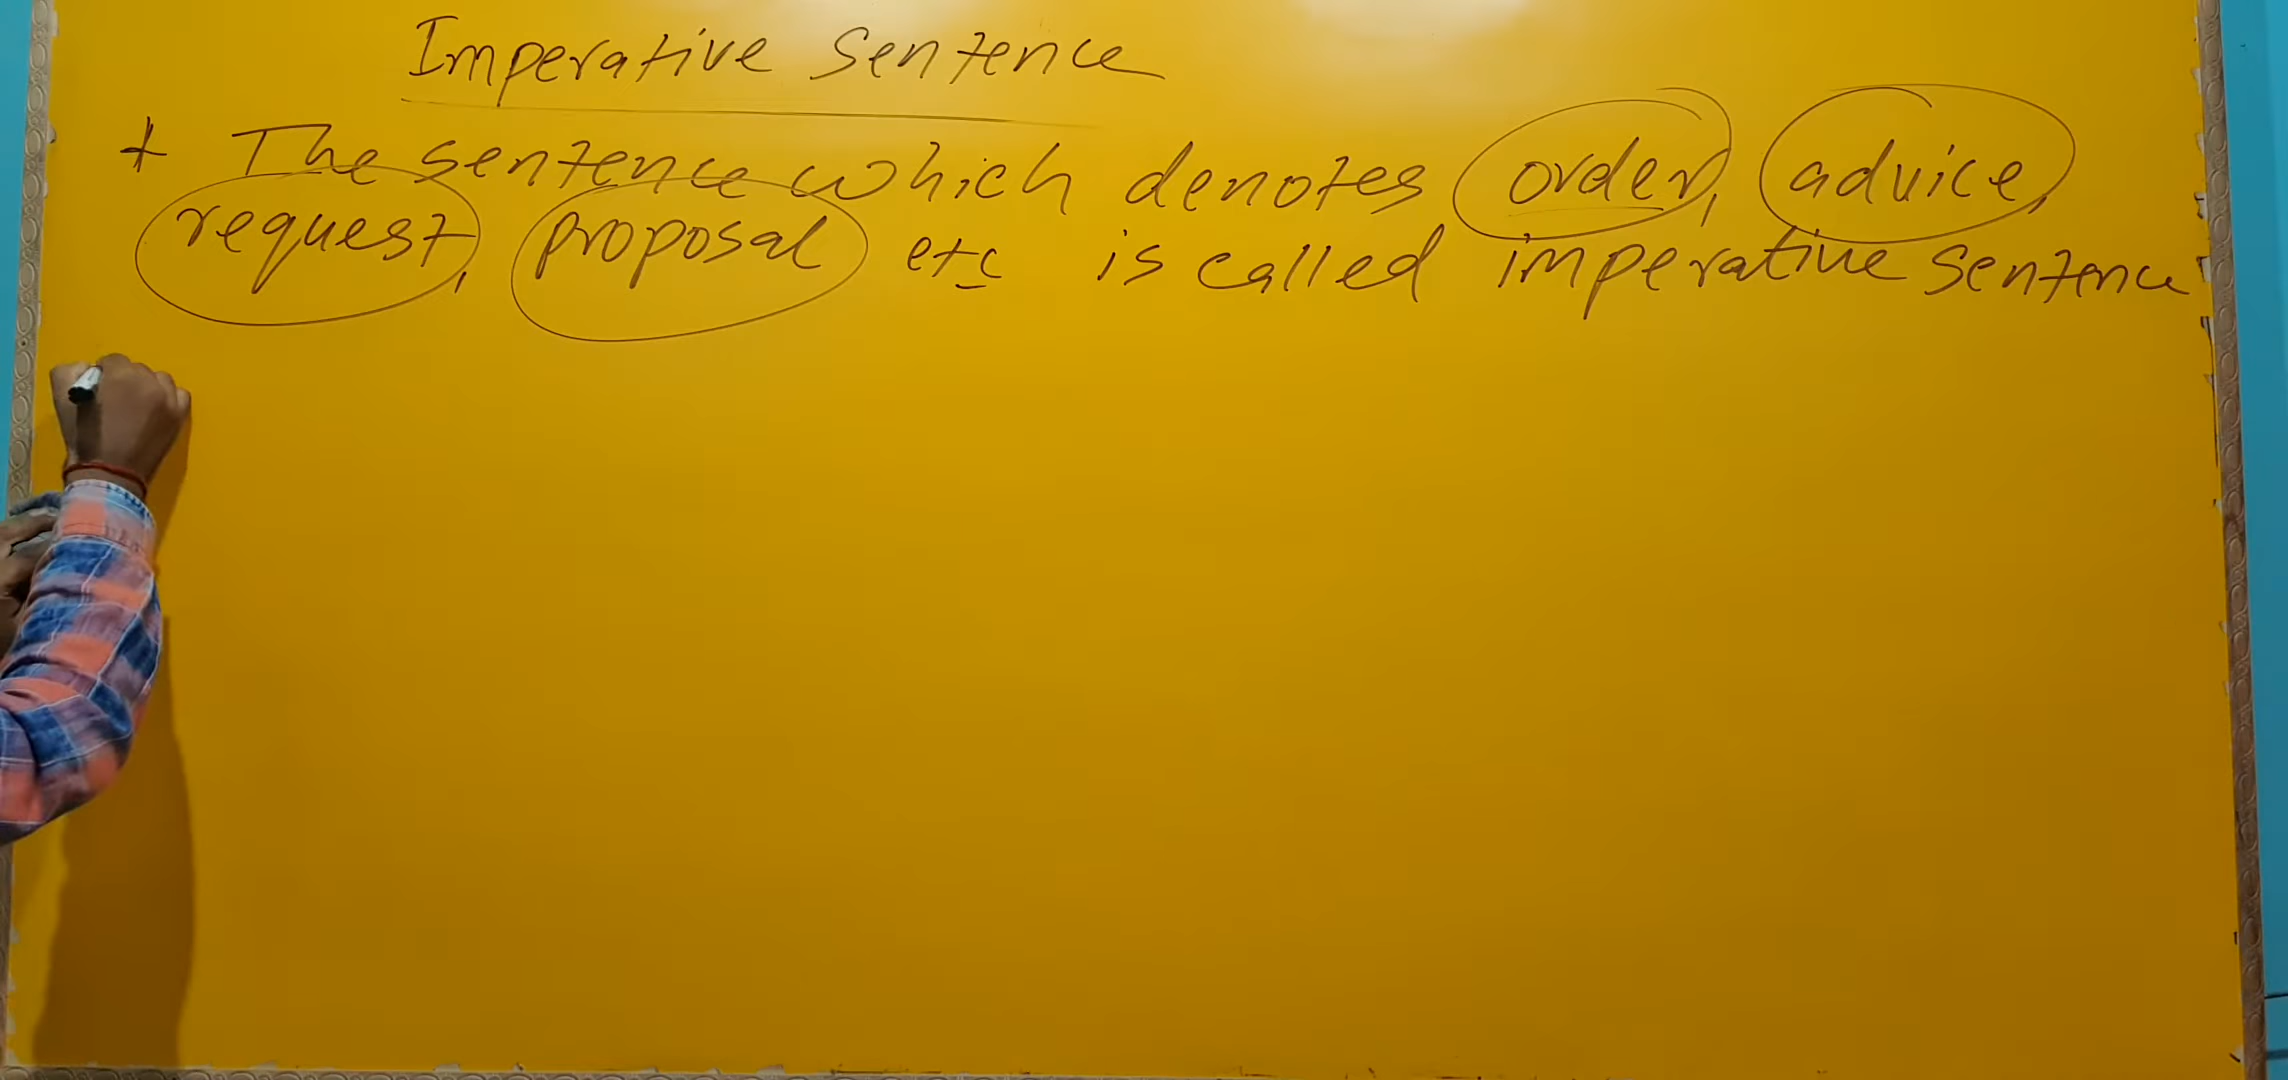 Imperative Sentence
+ The sentence which denotes order, advice,
request, proposal etc is called imperative sentence